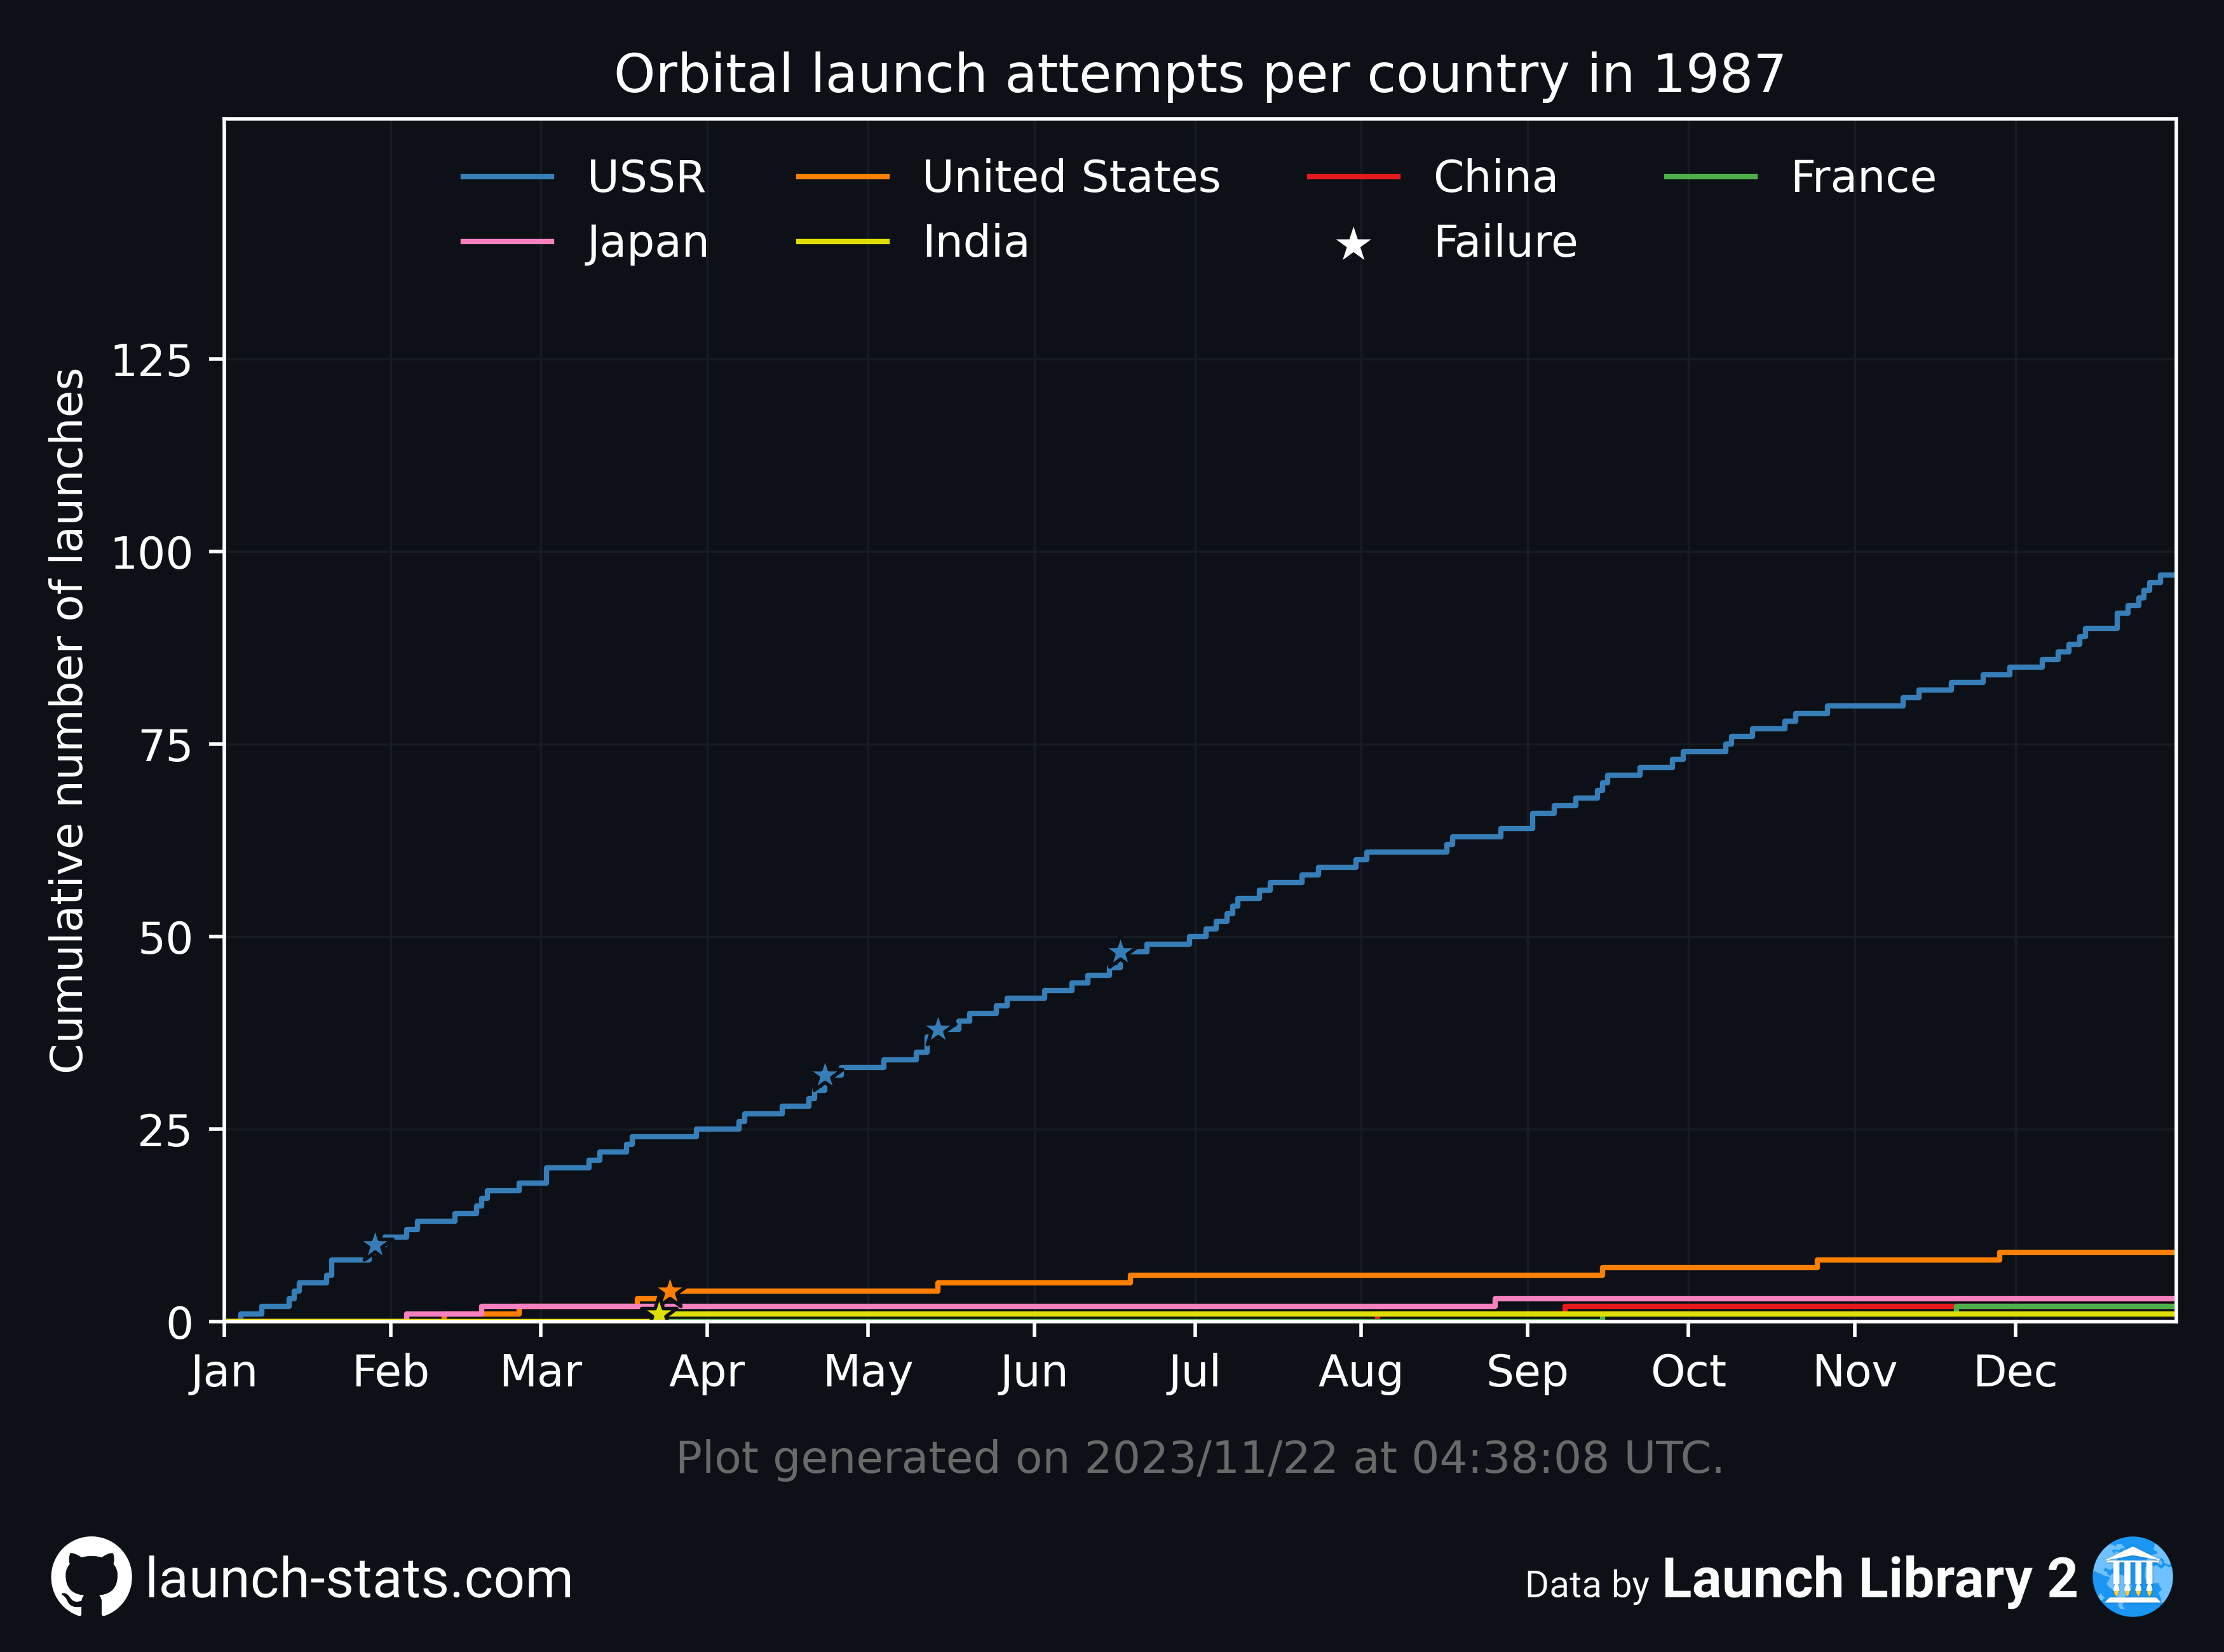 Orbital launch attempts per country in 1987
USSR United States China France
Japan India Failure
Cumulative number of launches
125
100
75
50
25
0
Jan Feb Mar Apr May Jun Jul Aug Sep Oct Nov Dec
Plot generated on 2023/11/22 at 04:38:08 UTC.
launch-stats.com
Data by Launch Library 2